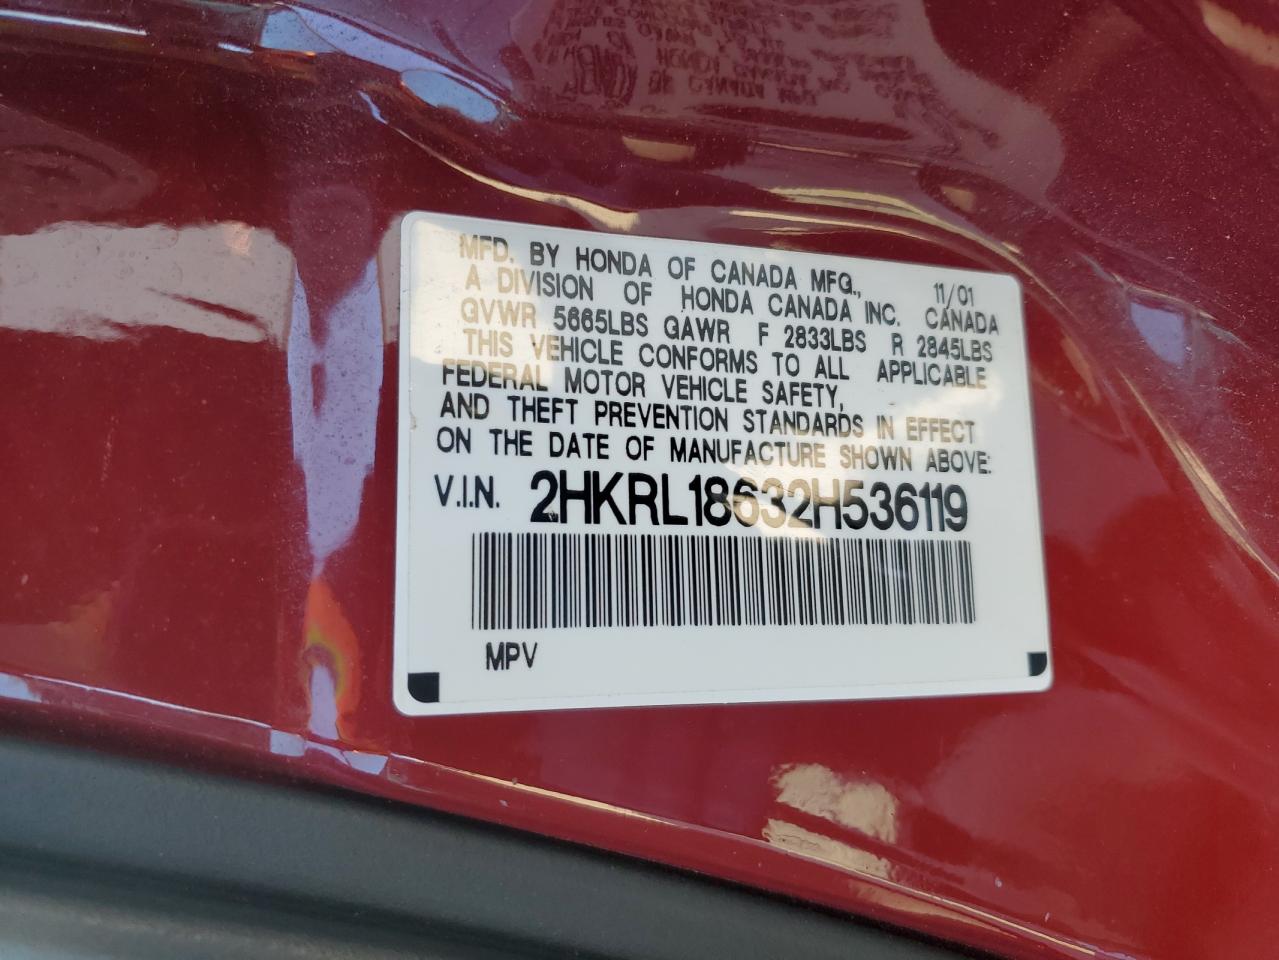 MFD. BY HONDA OF CANADA MFG.,
A DIVISION OF HONDA CANADA, INC. 11/01 CANADA
GVWR 5665LBS GAWR F 2833LBS R 2845LBS
THIS VEHICLE CONFORMS TO ALL APPLICABLE
FEDERAL MOTOR VEHICLE SAFETY,
AND THEFT PREVENTION STANDARDS IN EFFECT
ON THE DATE OF MANUFACTURE SHOWN ABOVE:
V.I.N. 2HKRL18632H536119
MPV